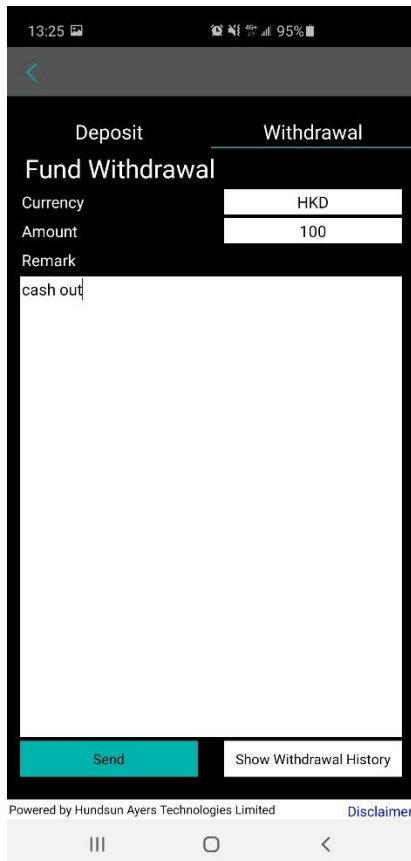 13:25 4G+ 95%
Deposit Withdrawal
Fund Withdrawal
Currency HKD
Amount 100
Remark
cash out
Send Show Withdrawal History
Powered by Hundsun Ayers Technologies Limited Disclaimer